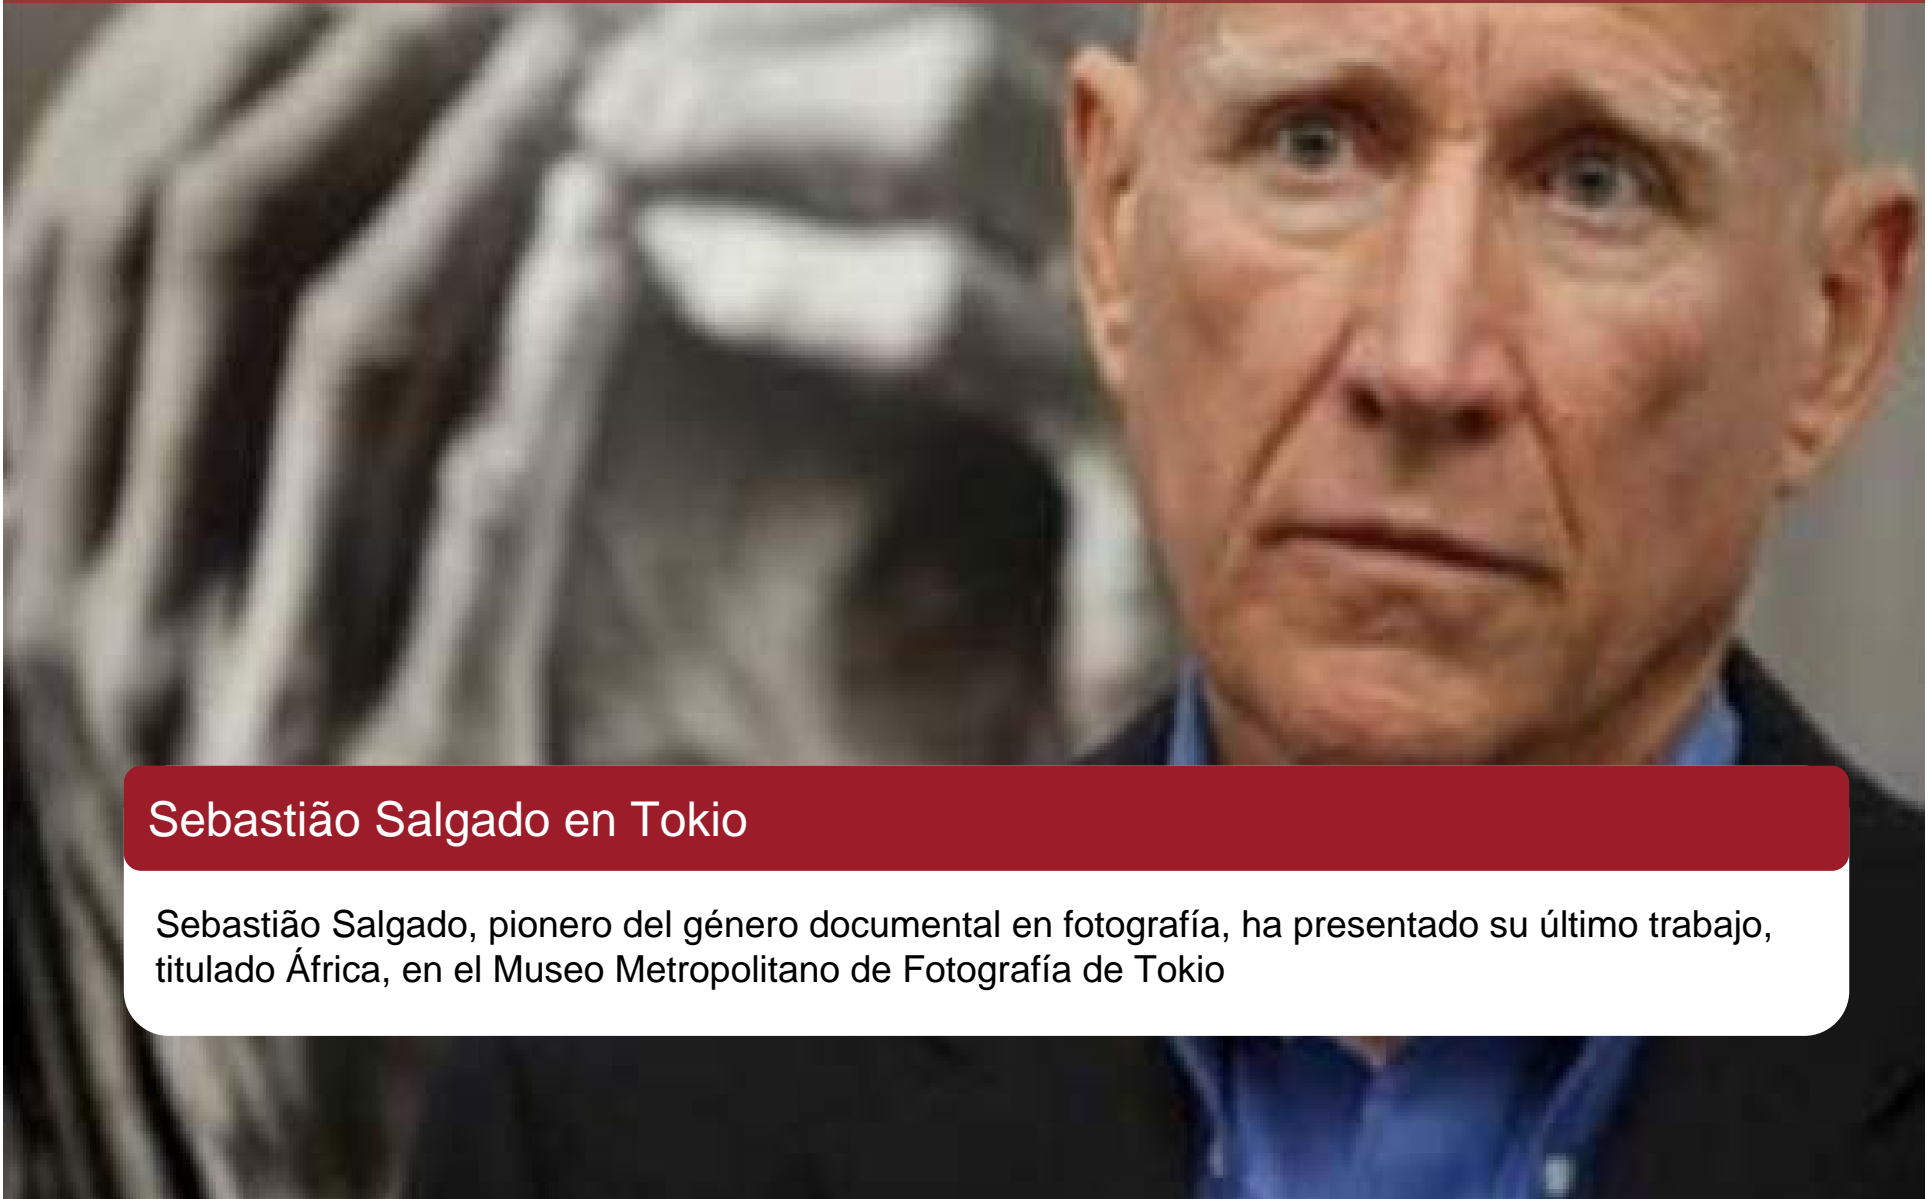 Sebastião Salgado en Tokio
Sebastião Salgado, pionero del género documental en fotografía, ha presentado su último trabajo,
titulado África, en el Museo Metropolitano de Fotografía de Tokio